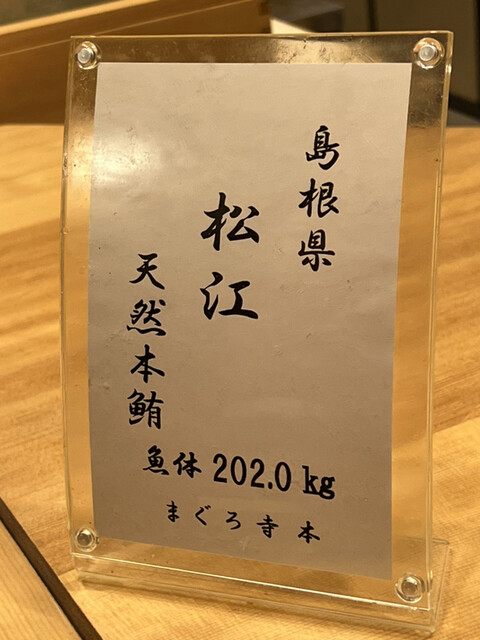 島根県
松江
天然本鮪
魚体 202.0 kg
まぐろ寺本